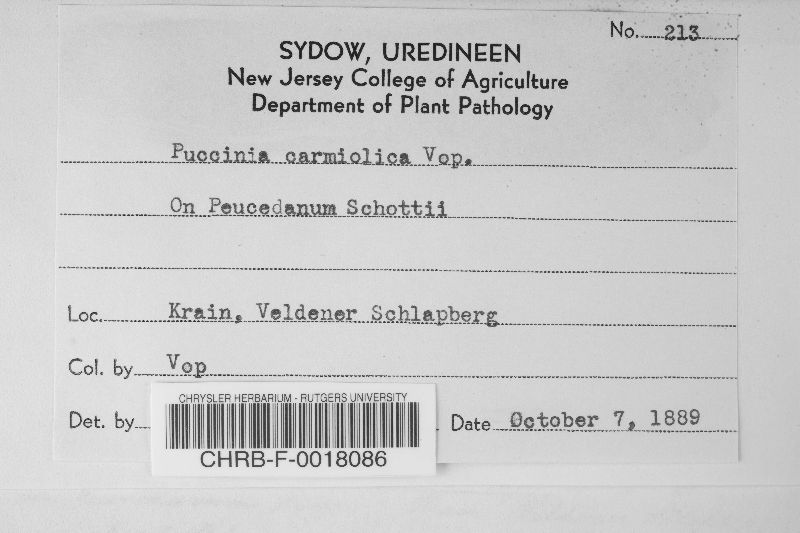 No. 213
SYDOW, UREDINEEN
New Jersey College of Agriculture
Department of Plant Pathology
Puccinia carmiolica Vop.
On Peucedanum Schottii
Loc. Krain, Veldener Schlapberg
Col. by Vop
Det. by
Date October 7, 1889
CHRYSLER HERBARIUM - RUTGERS UNIVERSITY
CHRB-F-0018086